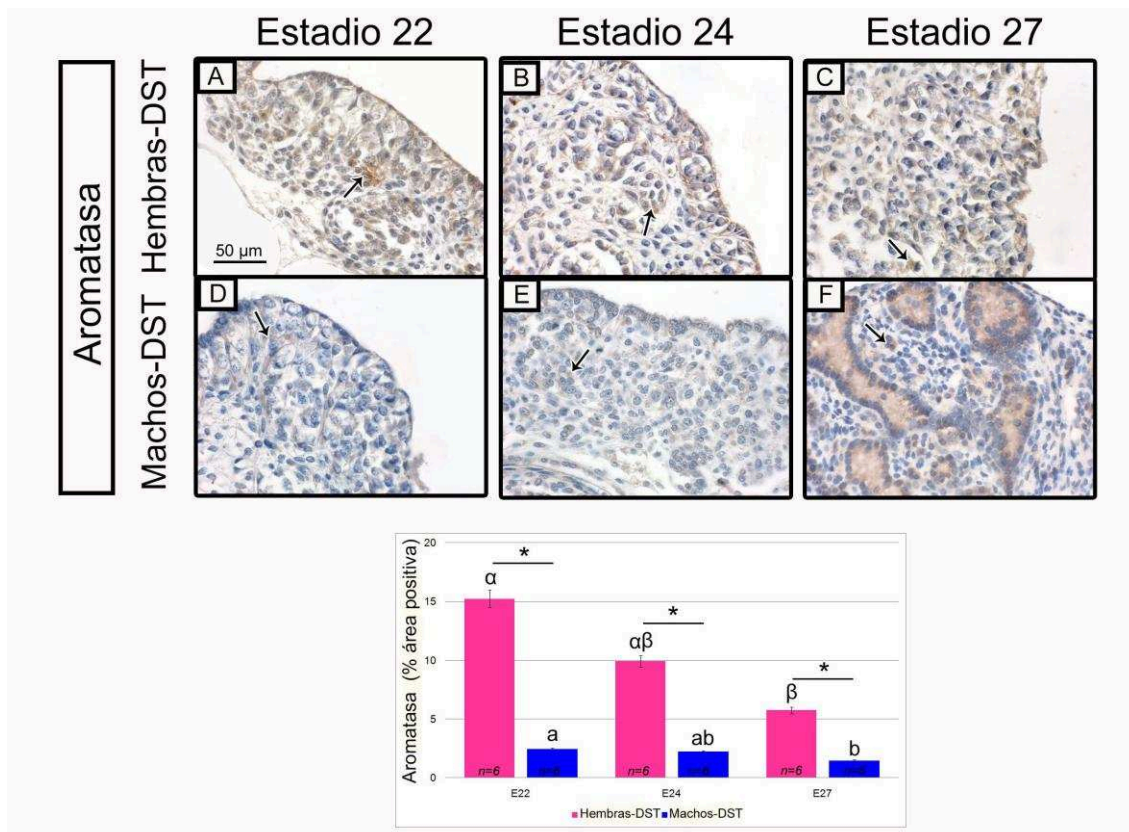 Estadio 22 Estadio 24 Estadio 27
Aromatasa
Hembras-DST
Machos-DST
A
B
C
50 µm
D
E
F
Aromatasa (% área positiva)
20
15
10
5
0
*
α
*
αβ
*
β
a
ab
b
n=6 n=6 n=6 n=6 n=6 n=6
E22 E24 E27
Hembras-DST Machos-DST